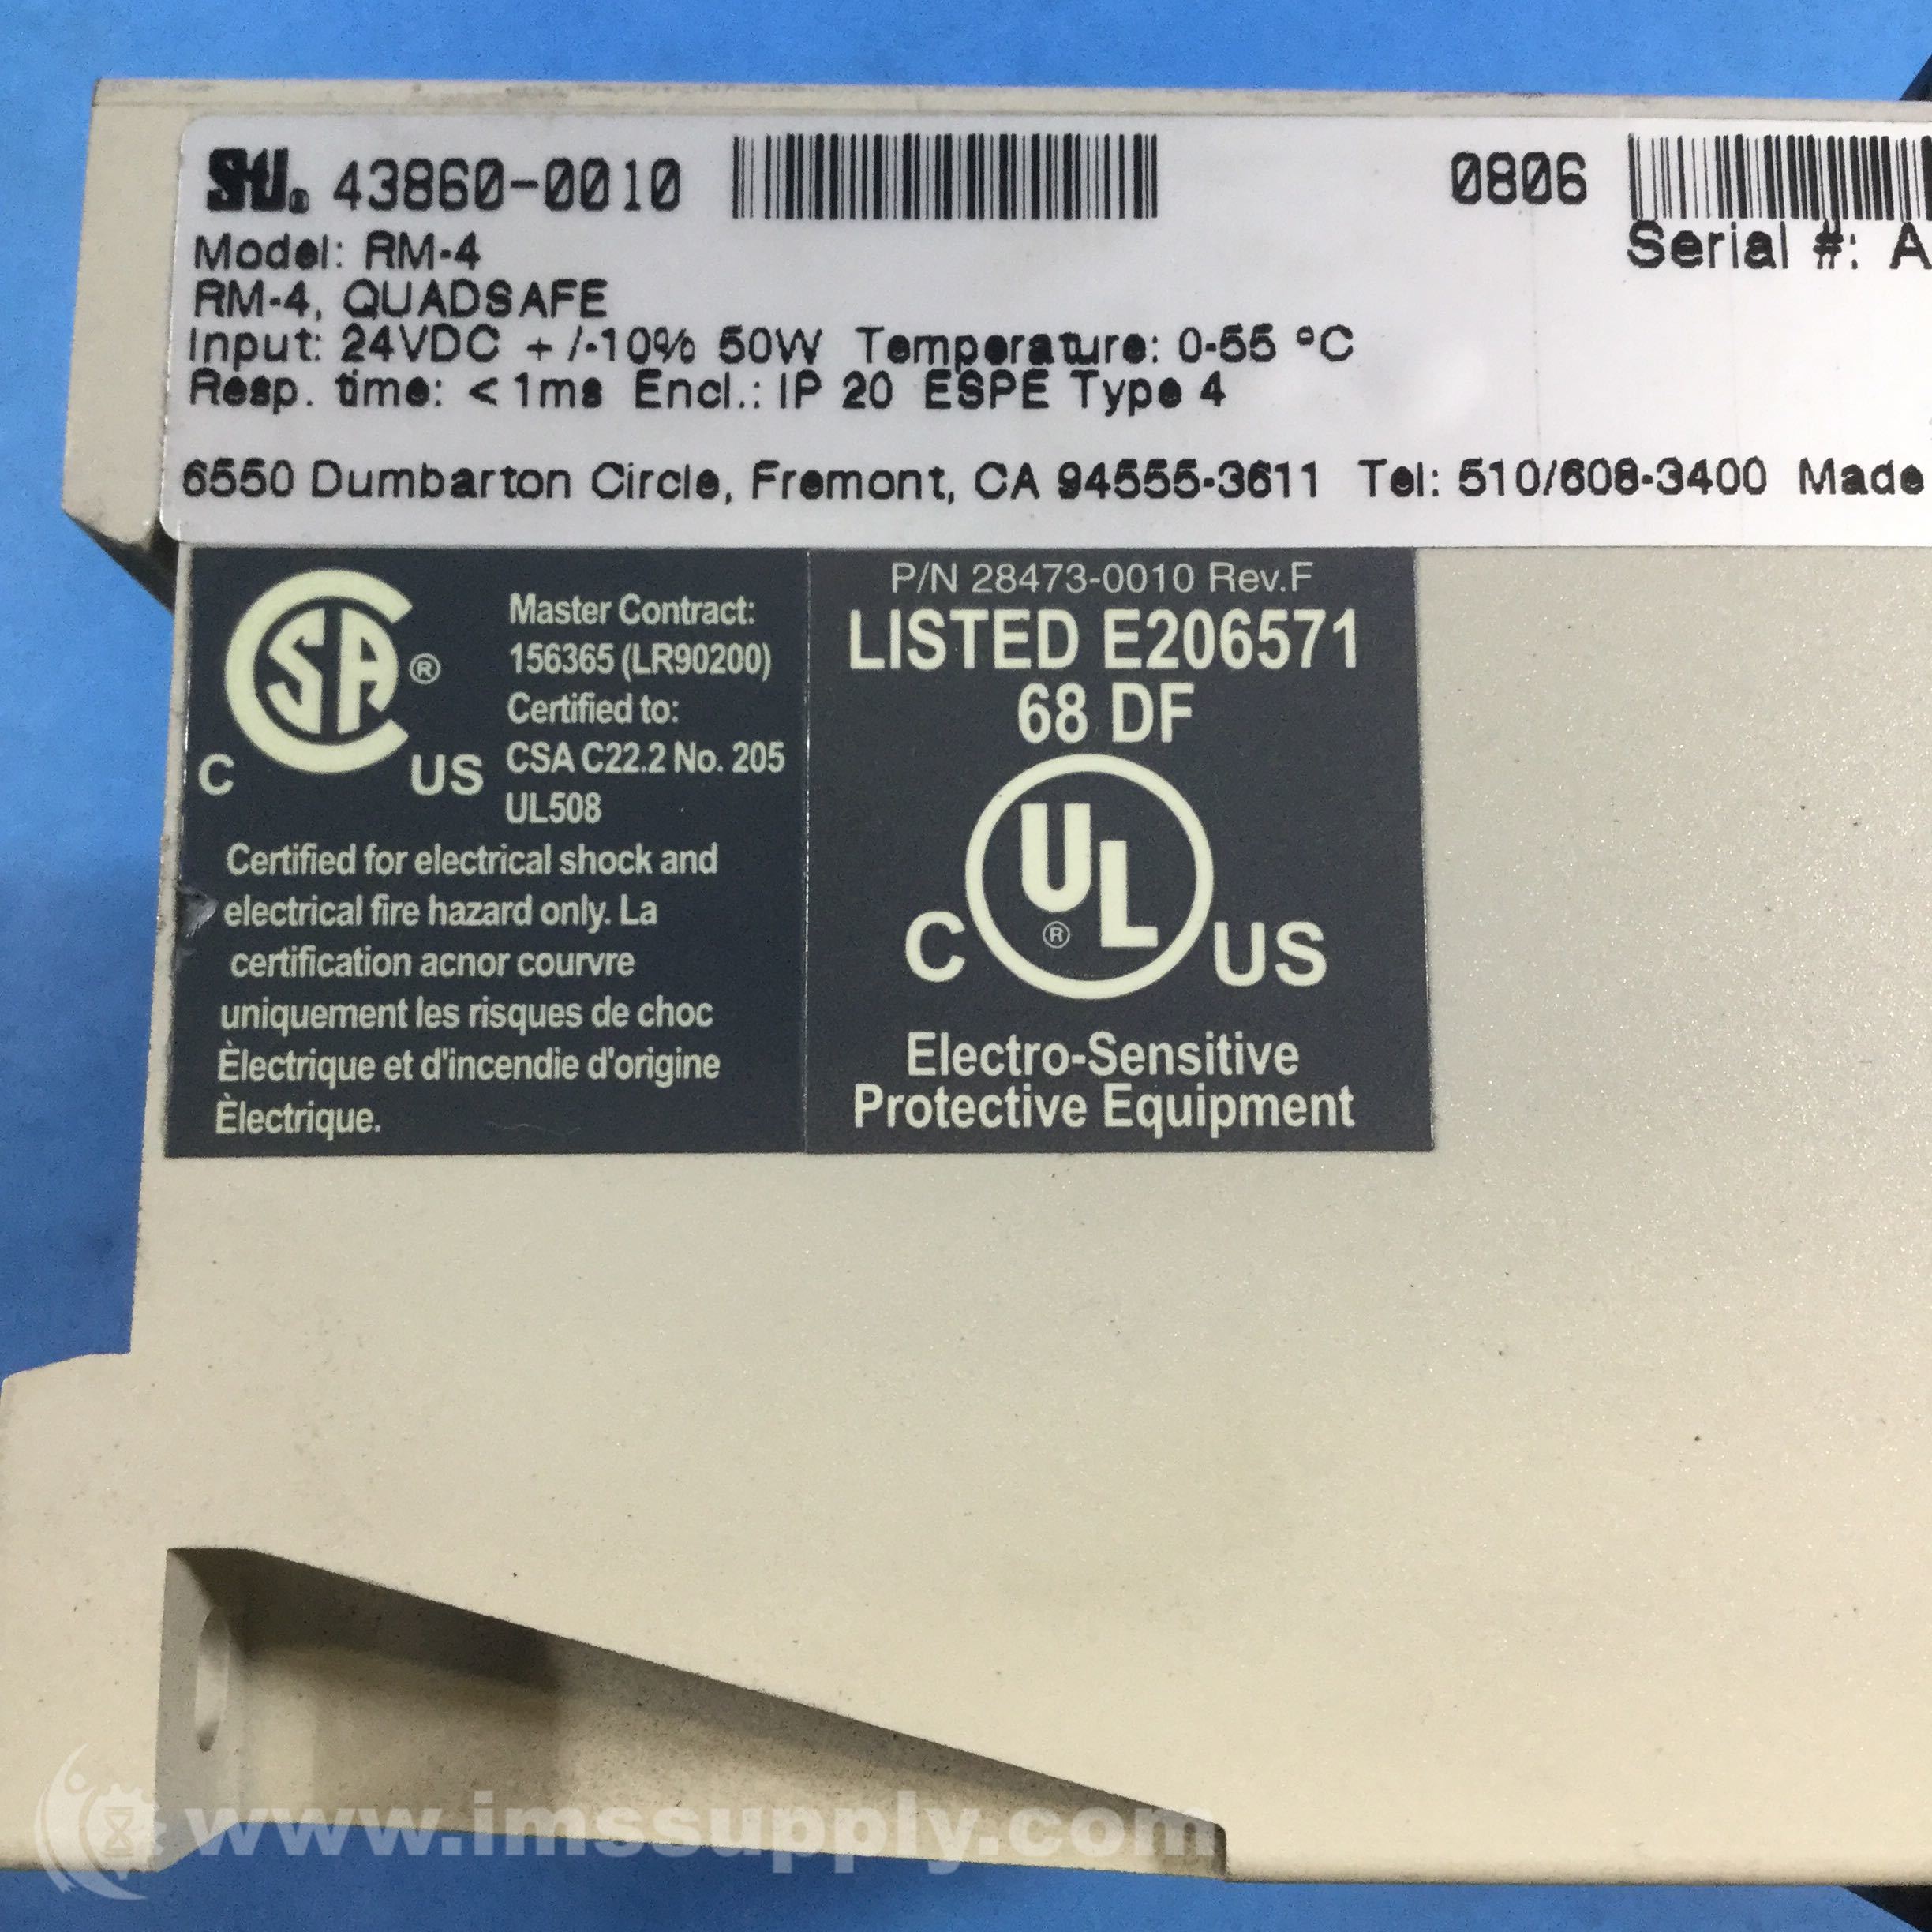 STI® 43860-0010 0806
Serial #: A
Model: RM-4
RM-4, QUADSAFE
Input: 24VDC +/-10% 50W Temperature: 0-55 °C
Resp. time: <1ms Encl.: IP 20 ESPE Type 4
6550 Dumbarton Circle, Fremont, CA 94555-3611 Tel: 510/608-3400 Made
CSA ®
C US
Master Contract:
156365 (LR90200)
Certified to:
CSA C22.2 No. 205
UL508
Certified for electrical shock and
electrical fire hazard only. La
certification acnor courvre
uniquement les risques de choc
Èlectrique et d'incendie d'origine
Èlectrique.
P/N 28473-0010 Rev.F
LISTED E206571
68 DF
C UL ® US
Electro-Sensitive
Protective Equipment
www.imssupply.com